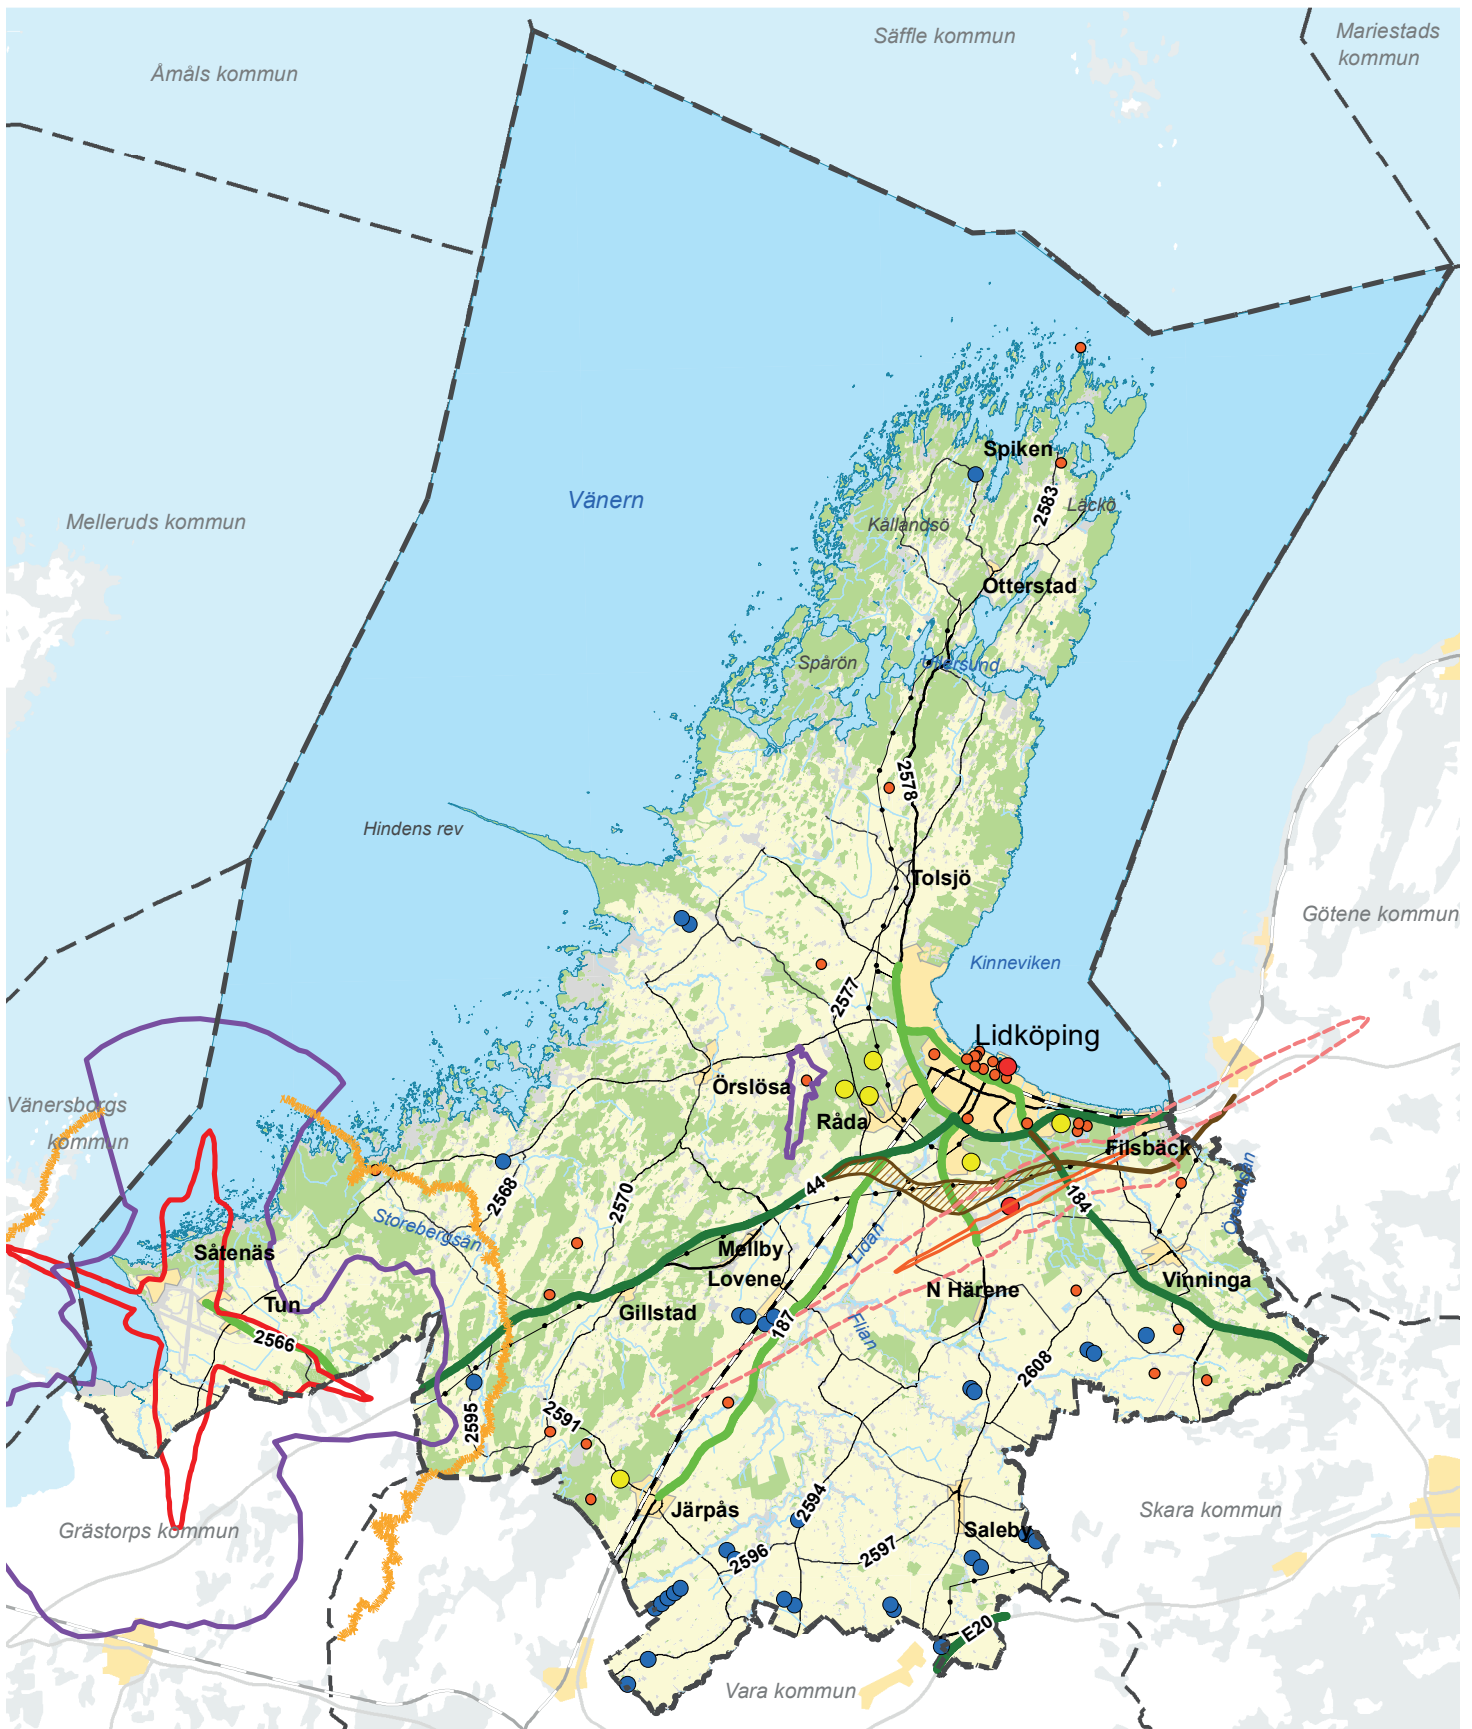 Säffle kommun
Mariestads
kommun
Åmåls kommun
Spiken
Vänern
2583
Läckö
Melleruds kommun
Kållandsö
Otterstad
Spårön
Ullersund
2578
Hindens rev
Tolsjö
Götene kommun
Kinneviken
2577
Lidköping
Örslösa
Vänersborgs
kommun
Råda
Filsbäck
44
184
2568
2570
Storebergsån
Såtenäs
Mellby
Lovene
Lidan
Vinninga
Tun
Gillstad
N Härene
187
Flian
2566
2608
2591
2595
Järpås
2594
Skara kommun
Grästorps kommun
Saleby
2596
2597
E20
Vara kommun